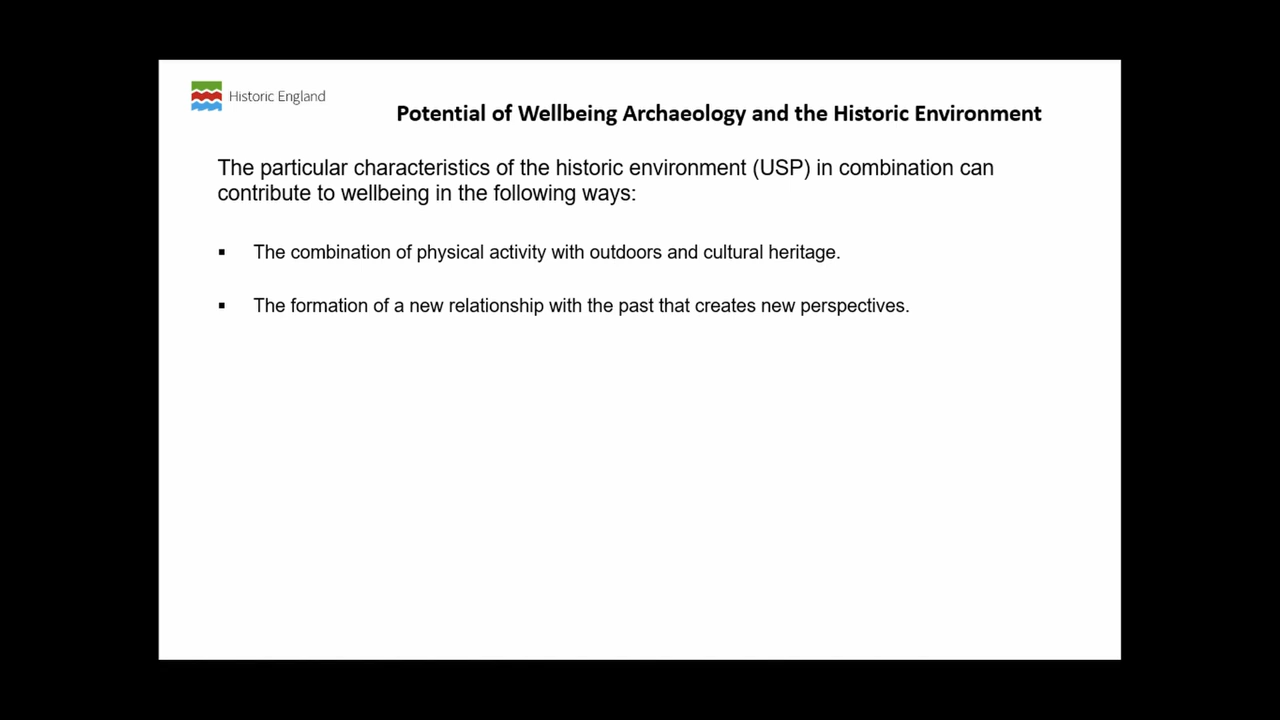 Historic England
Potential of Wellbeing Archaeology and the Historic Environment
The particular characteristics of the historic environment (USP) in combination can
contribute to wellbeing in the following ways:
▪ The combination of physical activity with outdoors and cultural heritage.
▪ The formation of a new relationship with the past that creates new perspectives.